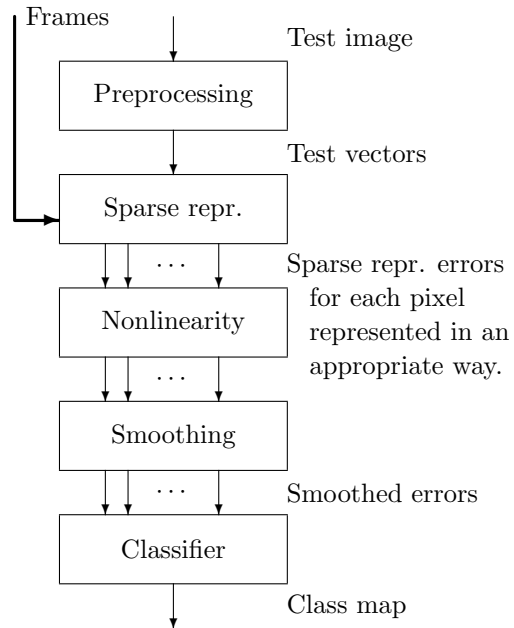 Frames
Test image
Preprocessing
Test vectors
Sparse repr.
...
Sparse repr. errors
for each pixel
represented in an
appropriate way.
Nonlinearity
...
Smoothing
...
Smoothed errors
Classifier
Class map